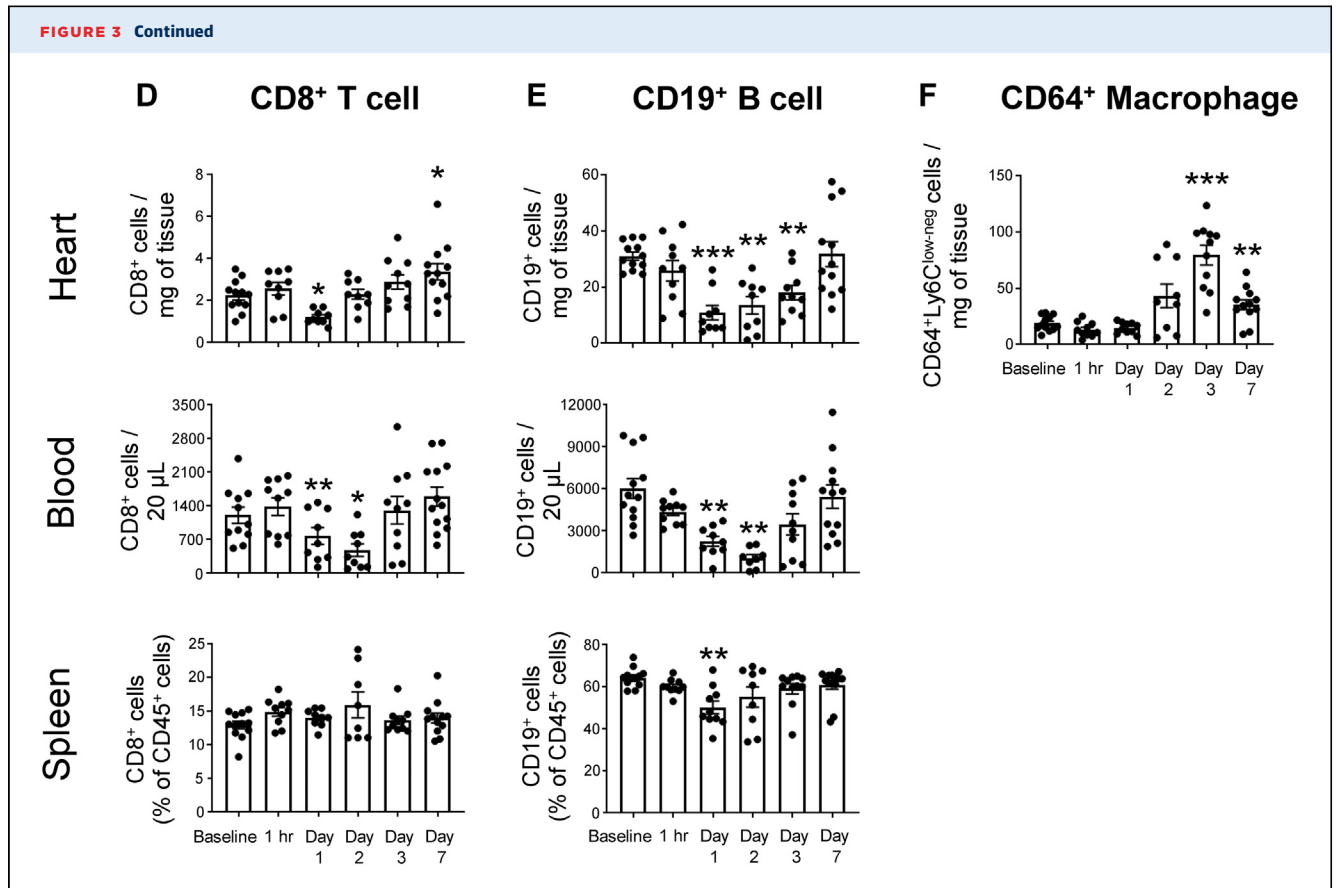 FIGURE 3 Continued
D CD8+ T cell
E CD19+ B cell
F CD64+ Macrophage
Heart
CD8+ cells /
mg of tissue
8
6
4
2
0
*
*
CD19+ cells /
mg of tissue
60
40
20
0
***
**
**
CD64+Ly6Clow-neg cells /
mg of tissue
150
100
50
0
***
**
Baseline 1 hr Day Day Day Day
1 2 3 7
Blood
CD8+ cells /
20 µL
3500
2800
2100
1400
700
0
**
*
CD19+ cells /
20 µL
12000
9000
6000
3000
0
**
**
Spleen
CD8+ cells
(% of CD45+ cells)
25
20
15
10
5
0
Baseline 1 hr Day Day Day Day
1 2 3 7
CD19+ cells
(% of CD45+ cells)
80
60
40
20
0
**
Baseline 1 hr Day Day Day Day
1 2 3 7